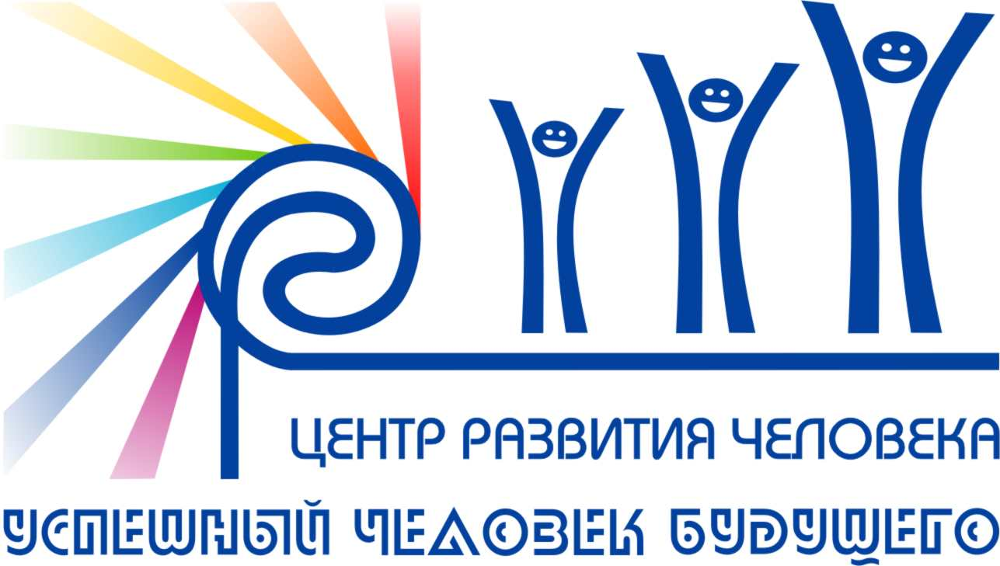 ЦЕНТР РАЗВИТИЯ ЧЕЛОВЕКА
УСПЕШНЫЙ ЧЕЛОВЕК БУДУЩЕГО